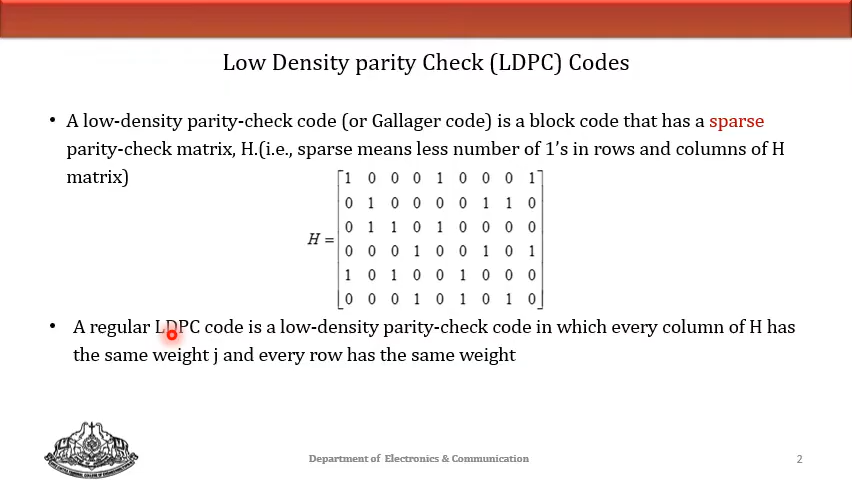 Low Density parity Check (LDPC) Codes
• A low-density parity-check code (or Gallager code) is a block code that has a sparse
parity-check matrix, H.(i.e., sparse means less number of 1's in rows and columns of H
matrix)
1 0 0 0 1 0 0 0 1
0 1 0 0 0 0 1 1 0
0 1 1 0 1 0 0 0 0
H =
0 0 0 1 0 0 1 0 1
1 0 1 0 0 1 0 0 0
0 0 0 1 0 1 0 1 0
• A regular LDPC code is a low-density parity-check code in which every column of H has
the same weight j and every row has the same weight
Department of Electronics & Communication
2